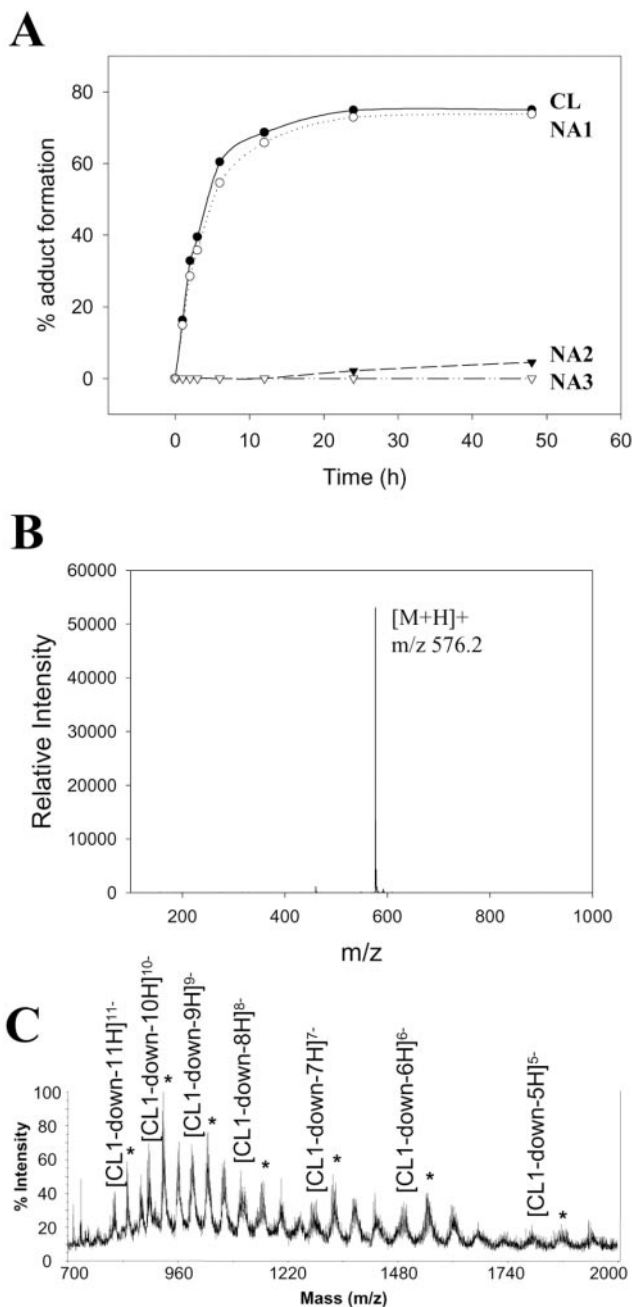 A
% adduct formation
80
60
40
20
0
CL
NA1
NA2
NA3
0 10 20 30 40 50 60
Time (h)
B
Relative Intensity
60000
50000
40000
30000
20000
10000
0
[M+H]+
m/z 576.2
200 400 600 800 1000
m/z
C
[CL1-down-11H]11-
[CL1-down-10H]10-
[CL1-down-9H]9-
[CL1-down-8H]8-
[CL1-down-7H]7-
[CL1-down-6H]6-
[CL1-down-5H]5-
* * * * * * *
% Intensity
100
80
60
40
20
0
700 960 1220 1480 1740 2000
Mass (m/z)